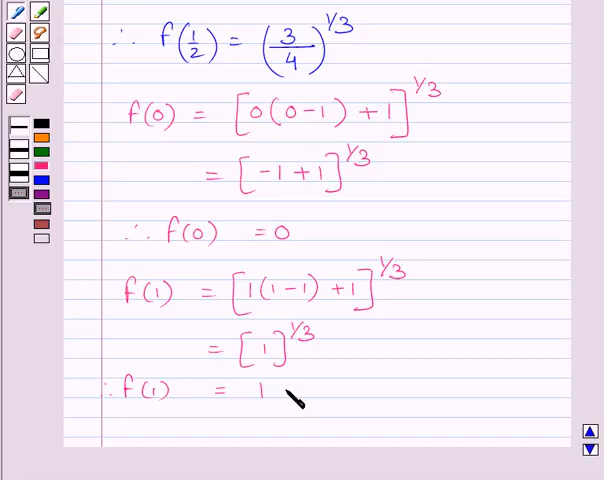 ∴ f(1/2) = (3/4)^1/3
f(0) = [0(0-1) +1]^1/3
= [-1+1]^1/3
∴ f(0) = 0
f(1) = [1(1-1) +1]^1/3
= [1]^1/3
∴ f(1) = 1